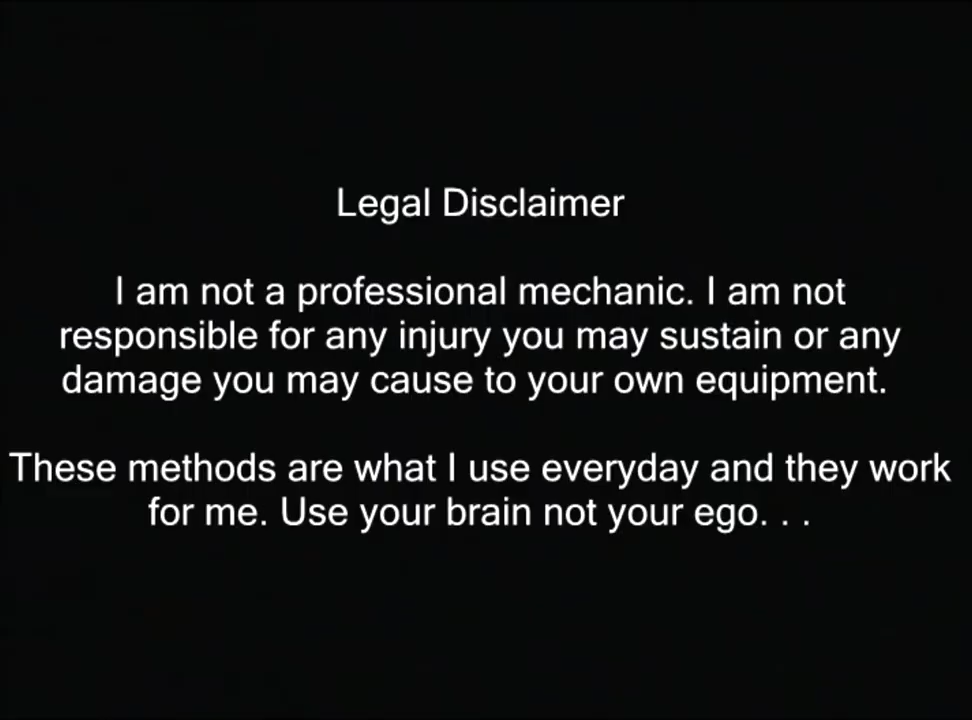 Legal Disclaimer
I am not a professional mechanic. I am not
responsible for any injury you may sustain or any
damage you may cause to your own equipment.
These methods are what I use everyday and they work
for me. Use your brain not your ego. . .